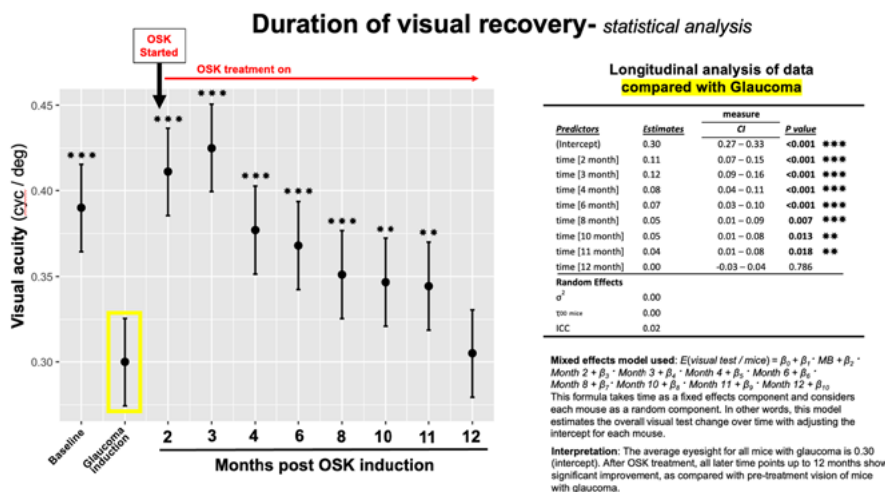 Duration of visual recovery- statistical analysis
OSK
Started
OSK treatment on
Visual acuity (cyc / deg)
0.45
0.40
0.35
0.30
*** *** *** *** *** *** ** **
Baseline
Glaucoma
induction
2 3 4 6 8 10 11 12
Months post OSK induction
Longitudinal analysis of data
compared with Glaucoma
measure
Predictors Estimates CI P value
(Intercept) 0.30 0.27 – 0.33 <0.001 ***
time [2 month] 0.11 0.07 – 0.15 <0.001 ***
time [3 month] 0.12 0.09 – 0.16 <0.001 ***
time [4 month] 0.08 0.04 – 0.11 <0.001 ***
time [6 month] 0.07 0.03 – 0.10 <0.001 ***
time [8 month] 0.05 0.01 – 0.09 0.007 ***
time [10 month] 0.05 0.01 – 0.08 0.013 **
time [11 month] 0.04 0.01 – 0.08 0.018 **
time [12 month] 0.00 -0.03 – 0.04 0.786
Random Effects
σ² 0.00
τ00 mice 0.00
ICC 0.02
Mixed effects model used: E(visual test / mice) = β0 + β1 * MB + β2 *
Month 2 + β3 * Month 3 + β4 * Month 4 + β5 * Month 6 + β6 *
Month 8 + β7 * Month 10 + β8 * Month 11 + β9 * Month 12 + β10
This formula takes time as a fixed effects component and considers
each mouse as a random component. In other words, this model
estimates the overall visual test change over time with adjusting the
intercept for each mouse.
Interpretation: The average eyesight for all mice with glaucoma is 0.30
(intercept). After OSK treatment, all later time points up to 12 months show
significant improvement, as compared with pre-treatment vision of mice
with glaucoma.